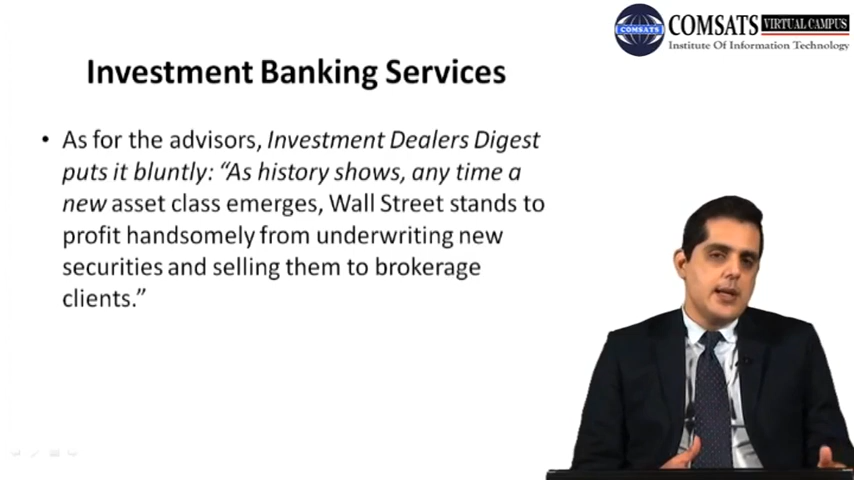 COMSATS VIRTUAL CAMPUS
Institute Of Information Technology
COMSATS
Investment Banking Services
• As for the advisors, Investment Dealers Digest
puts it bluntly: “As history shows, any time a
new asset class emerges, Wall Street stands to
profit handsomely from underwriting new
securities and selling them to brokerage
clients.”